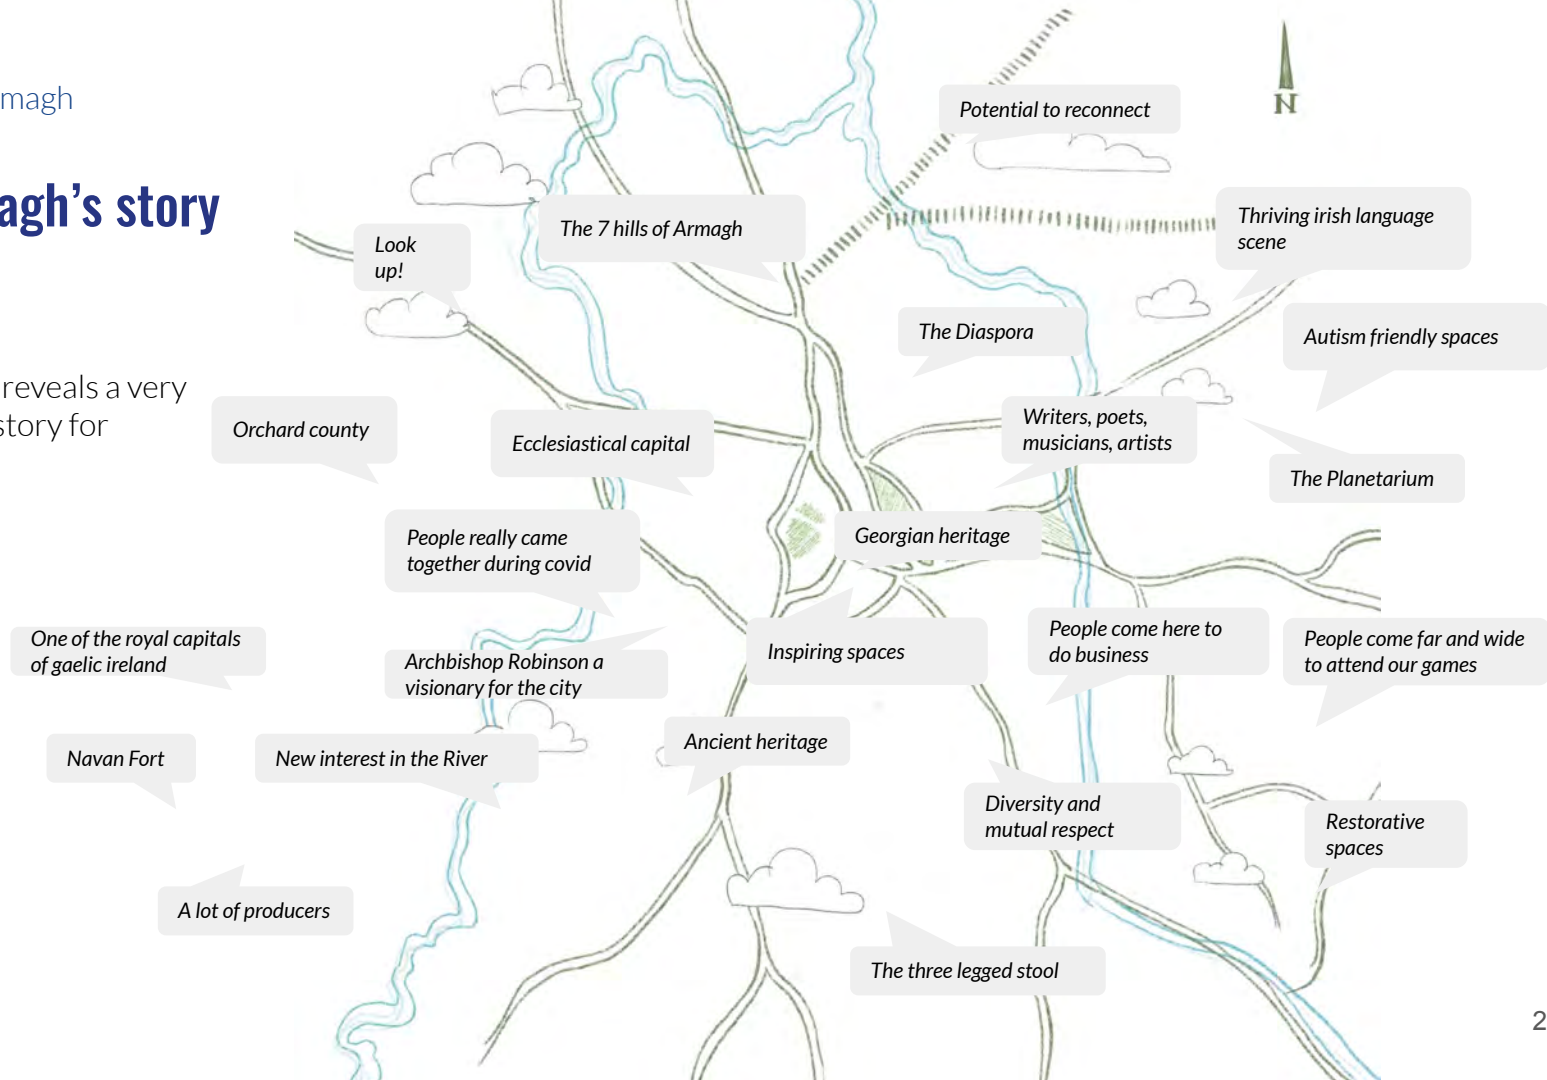 magh
agh’s story
reveals a very
story for
Potential to reconnect
The 7 hills of Armagh
Thriving irish language
scene
Look
up!
The Diaspora
Autism friendly spaces
Orchard county
Ecclesiastical capital
Writers, poets,
musicians, artists
The Planetarium
People really came
together during covid
Georgian heritage
One of the royal capitals
of gaelic ireland
Archbishop Robinson a
visionary for the city
Inspiring spaces
People come here to
do business
People come far and wide
to attend our games
Navan Fort
New interest in the River
Ancient heritage
Diversity and
mutual respect
Restorative
spaces
A lot of producers
The three legged stool
N
2